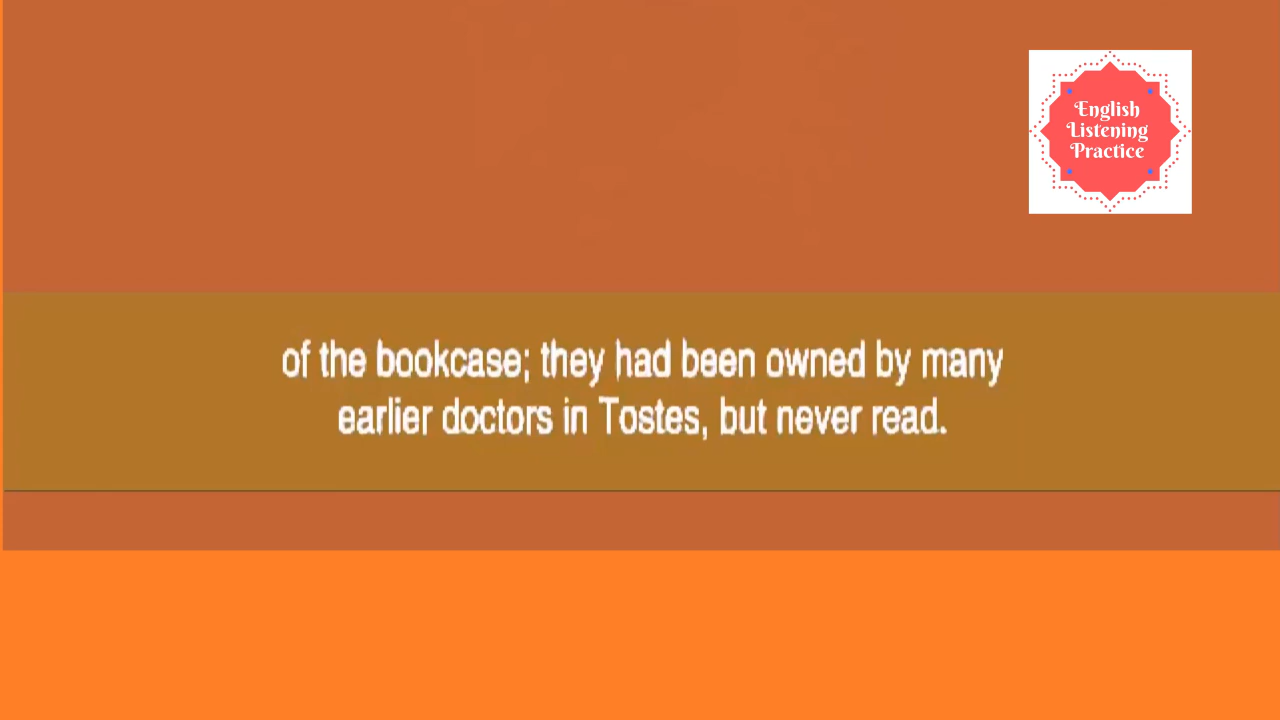 English
Listening
Practice
of the bookcase; they had been owned by many
earlier doctors in Tostes, but never read.